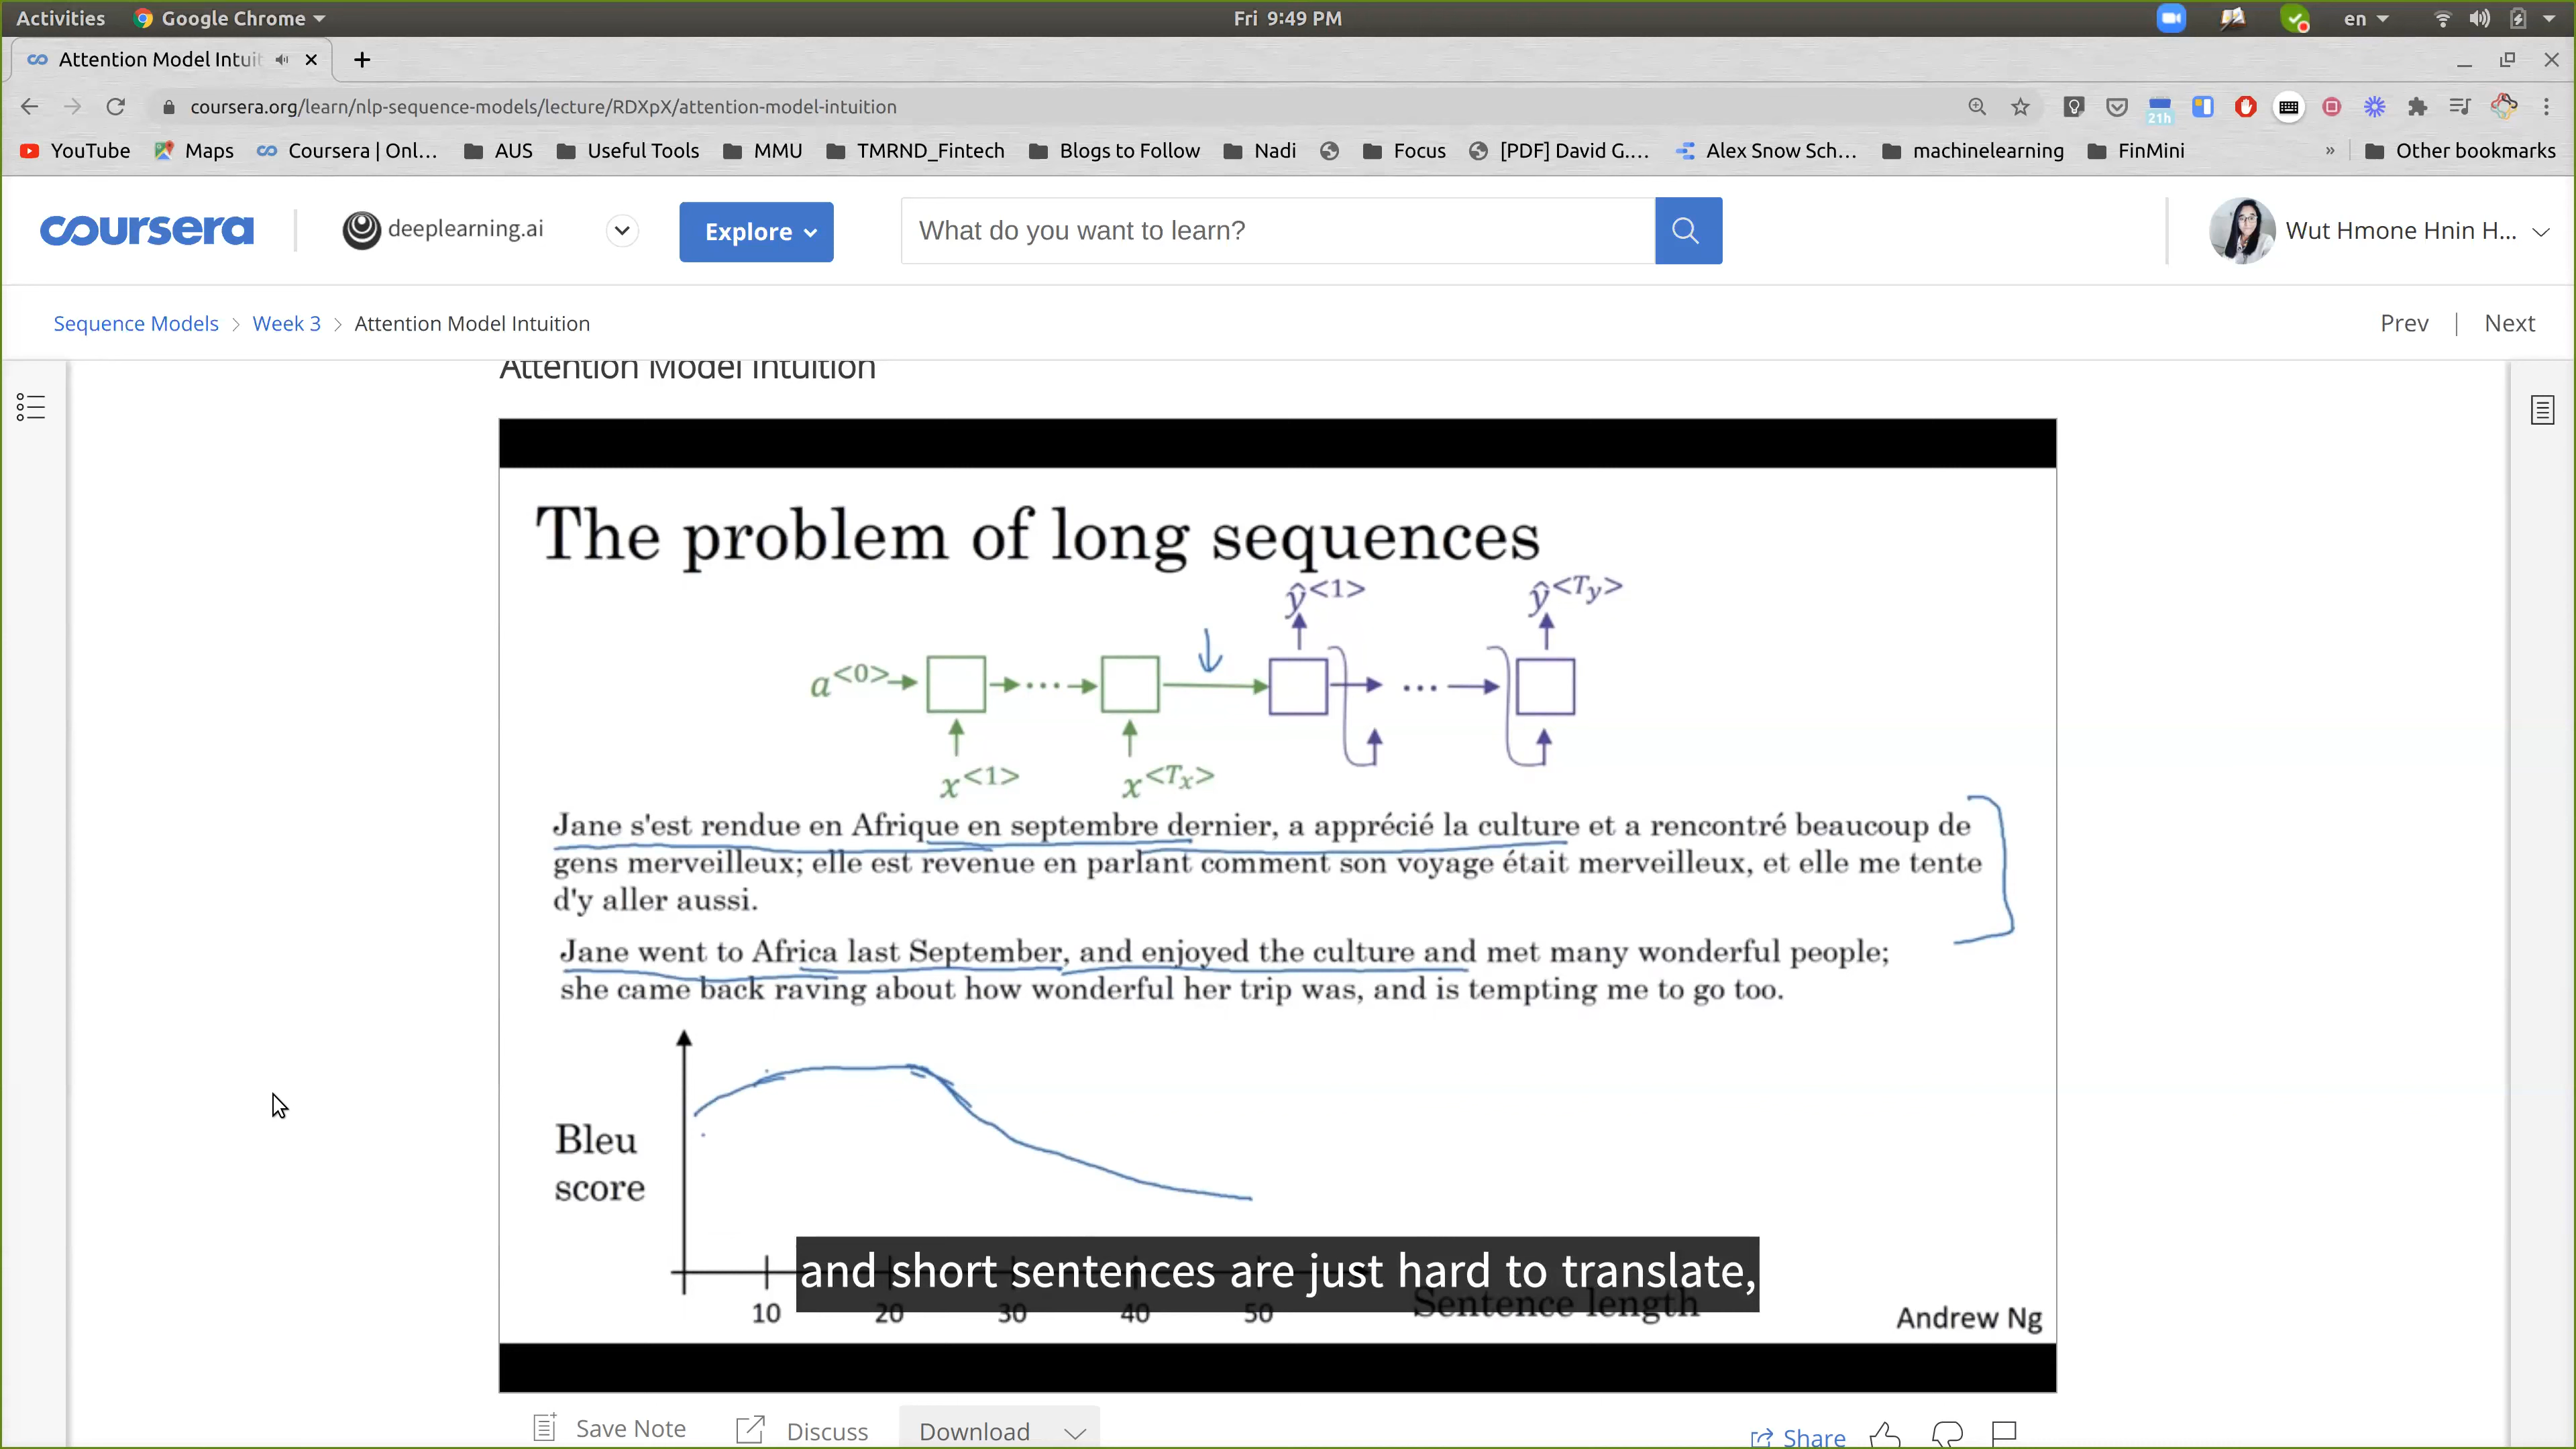 Activities Google Chrome Fri 9:49 PM en
Attention Model Intuit
coursera.org/learn/nlp-sequence-models/lecture/RDXpX/attention-model-intuition 21h
YouTube Maps Coursera | Onl... AUS Useful Tools MMU TMRND_Fintech Blogs to Follow Nadi Focus [PDF] David G.... Alex Snow Sch... machinelearning FinMini » Other bookmarks
coursera deeplearning.ai Explore What do you want to learn? Wut Hmone Hnin H...
Sequence Models > Week 3 > Attention Model Intuition Prev | Next
Attention Model Intuition
The problem of long sequences
ŷ<1> ŷ<Ty>
a<0> ... ...
x<1> x<Tx>
Jane s'est rendue en Afrique en septembre dernier, a apprécié la culture et a rencontré beaucoup de
gens merveilleux; elle est revenue en parlant comment son voyage était merveilleux, et elle me tente
d'y aller aussi.
Jane went to Africa last September, and enjoyed the culture and met many wonderful people;
she came back raving about how wonderful her trip was, and is tempting me to go too.
Bleu
score
and short sentences are just hard to translate,
10 20 30 40 50 Sentence length
Andrew Ng
Save Note Discuss Download Share